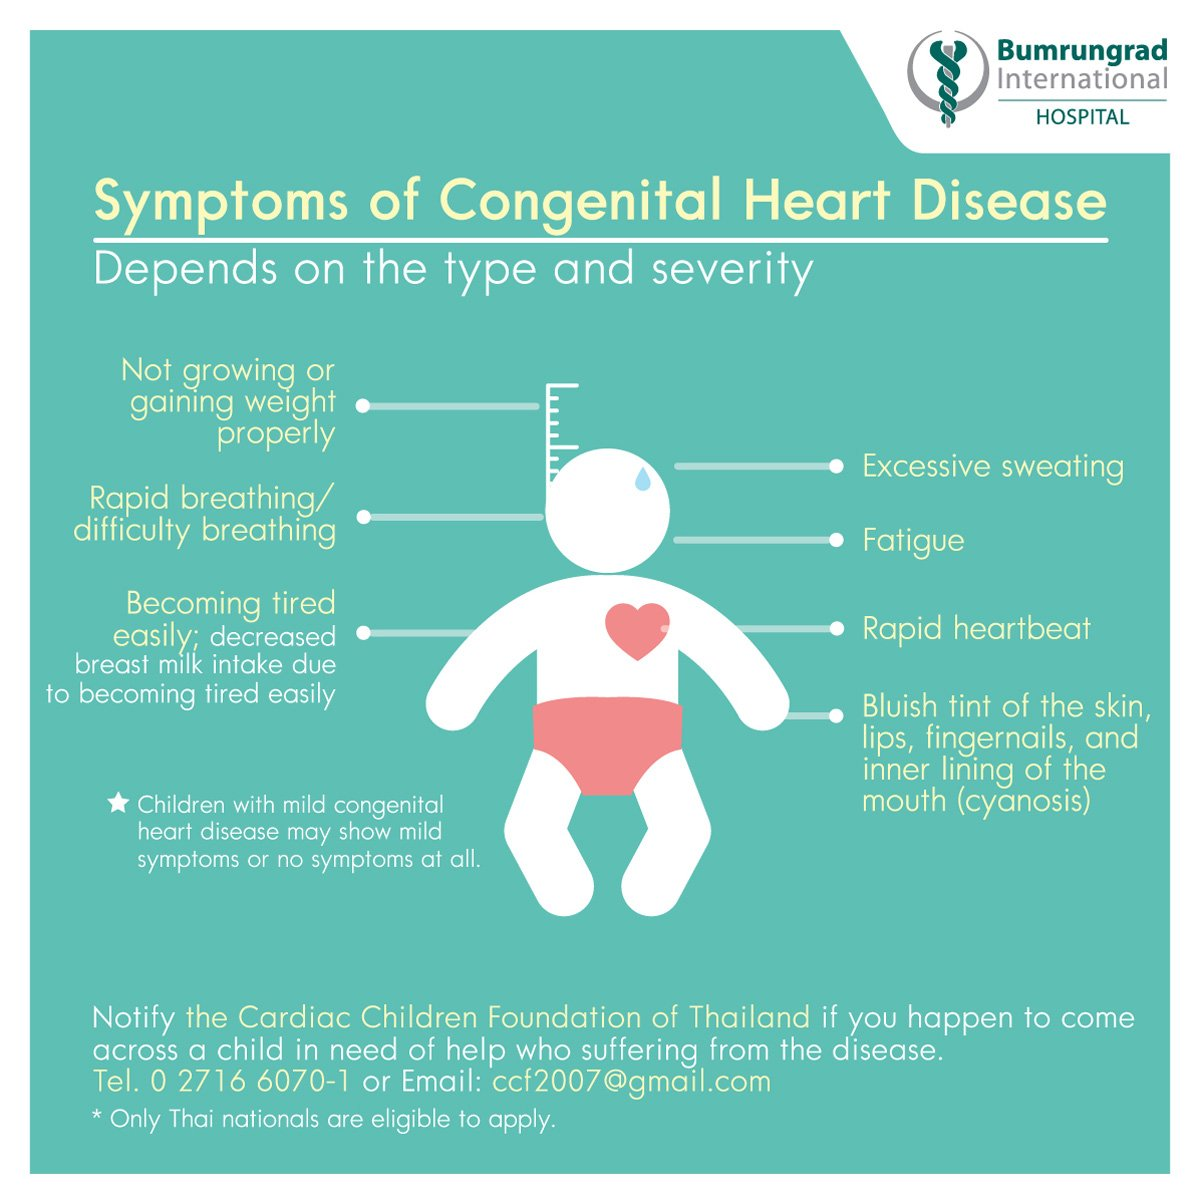 Bumrungrad
International
HOSPITAL
Symptoms of Congenital Heart Disease
Depends on the type and severity
Not growing or
gaining weight
properly
Rapid breathing/
difficulty breathing
Becoming tired
easily; decreased
breast milk intake due
to becoming tired easily
Excessive sweating
Fatigue
Rapid heartbeat
Bluish tint of the skin,
lips, fingernails, and
inner lining of the
mouth (cyanosis)
★ Children with mild congenital
heart disease may show mild
symptoms or no symptoms at all.
Notify the Cardiac Children Foundation of Thailand if you happen to come
across a child in need of help who suffering from the disease.
Tel. 0 2716 6070-1 or Email: ccf2007@gmail.com
* Only Thai nationals are eligible to apply.